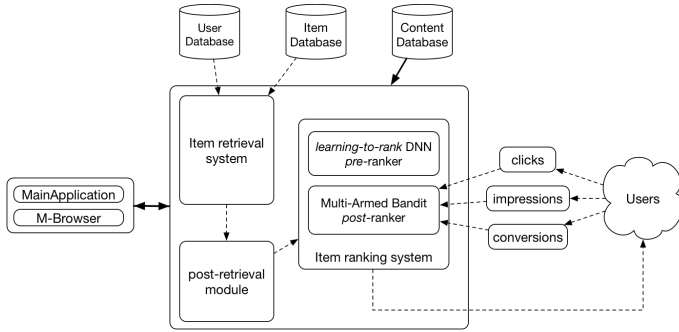 User
Database
Item
Database
Content
Database
Item retrieval
system
learning-to-rank DNN
pre-ranker
clicks
MainApplication
M-Browser
Multi-Armed Bandit
post-ranker
impressions
Users
conversions
post-retrieval
module
Item ranking system